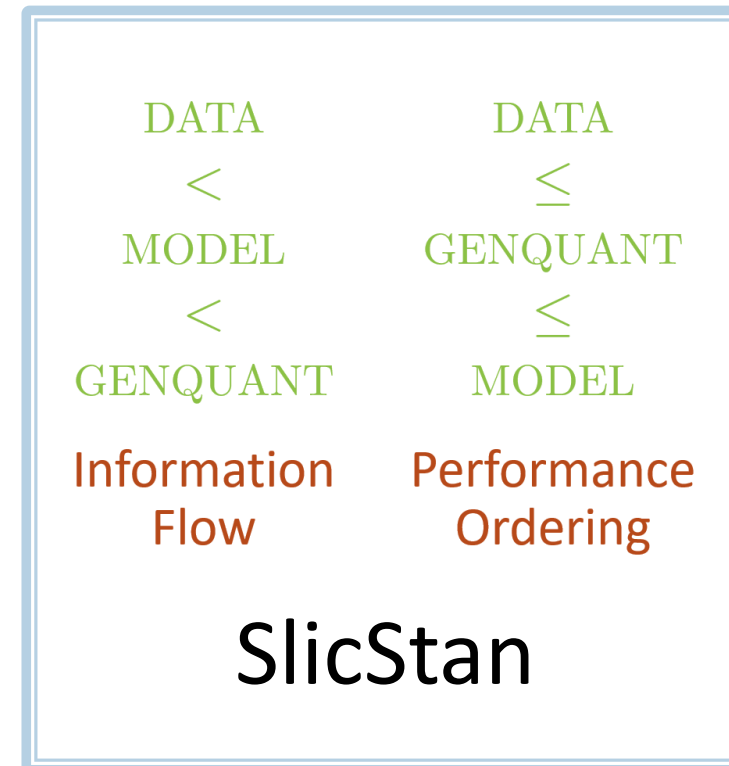 DATA
<
MODEL
<
GENQUANT
Information
Flow
DATA
≤
GENQUANT
≤
MODEL
Performance
Ordering
SlicStan